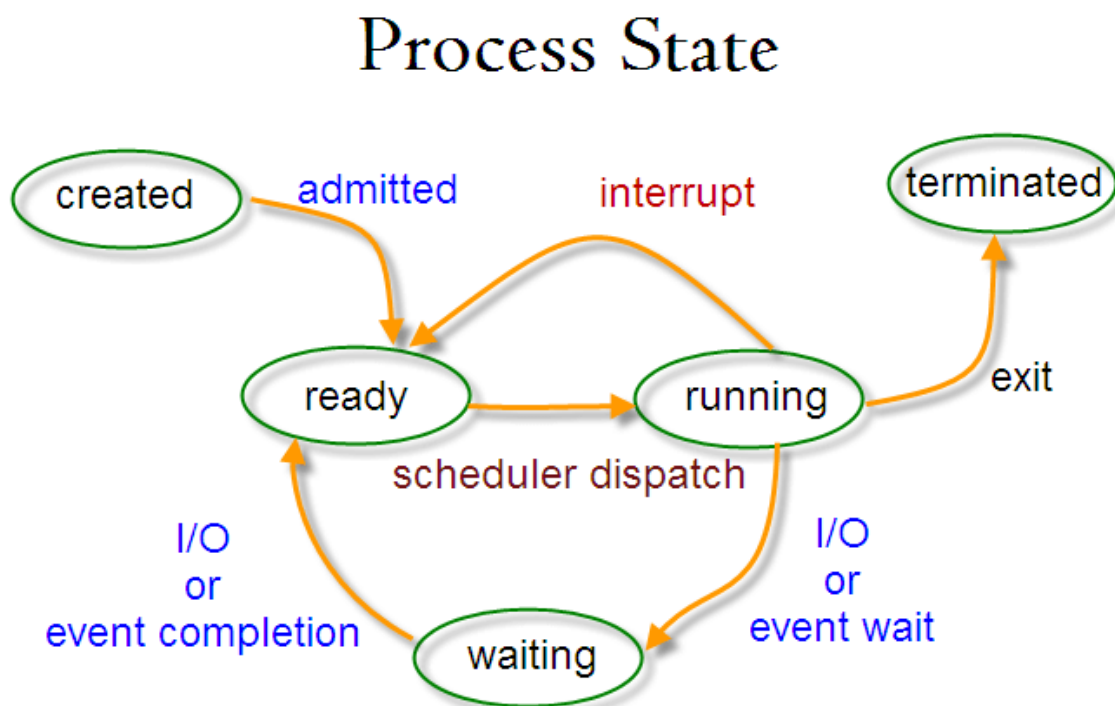 Process State
created
admitted
interrupt
terminated
ready
running
exit
scheduler dispatch
I/O
or
event completion
I/O
or
event wait
waiting